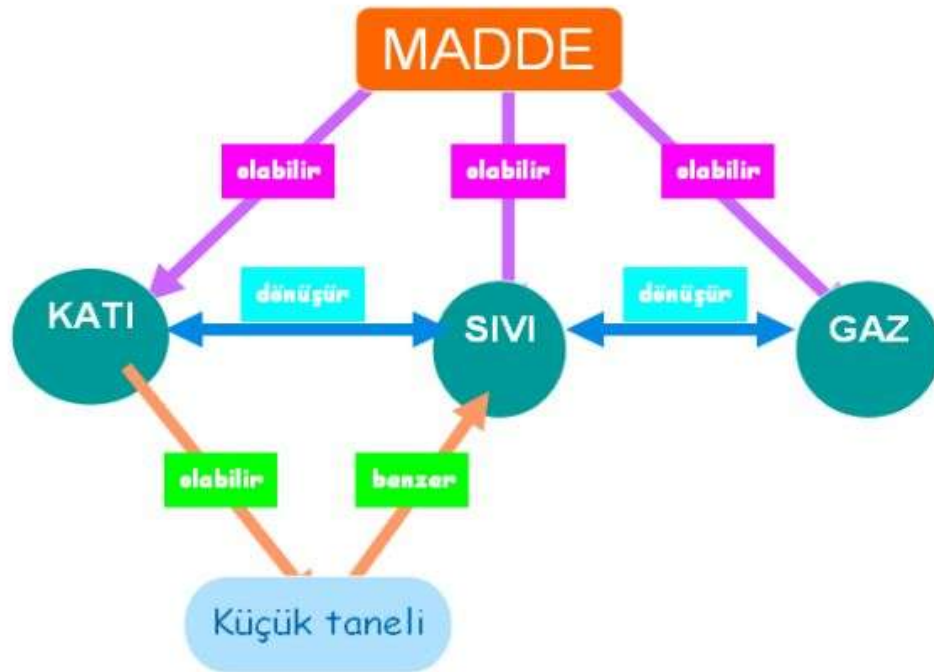 MADDE
olabilir
olabilir
olabilir
KATI
dönüşür
SIVI
dönüşür
GAZ
olabilir
benzer
Küçük taneli